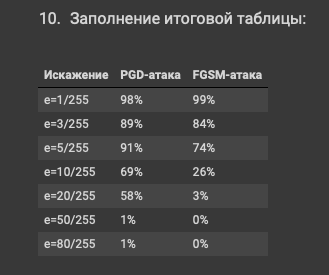 10. Заполнение итоговой таблицы:
Искажение PGD-атака FGSM-атака
e=1/255 98% 99%
e=3/255 89% 84%
e=5/255 91% 74%
e=10/255 69% 26%
e=20/255 58% 3%
e=50/255 1% 0%
e=80/255 1% 0%